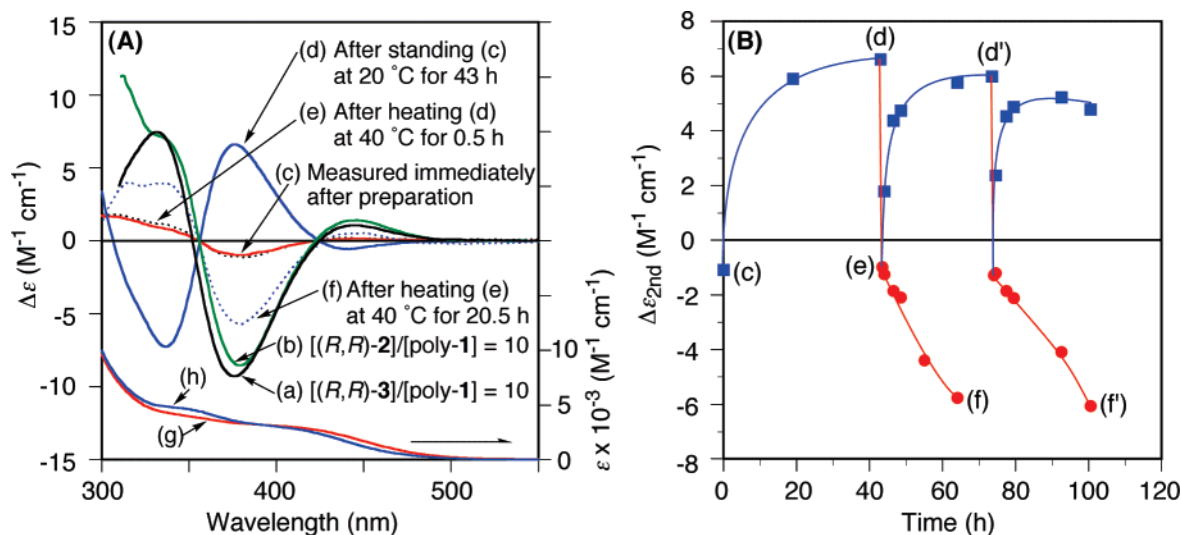 (A)
15
10
5
0
-5
-10
-15
Δε (M⁻¹ cm⁻¹)
(d) After standing (c)
at 20 ˚C for 43 h
(e) After heating (d)
at 40 ˚C for 0.5 h
(c) Measured immediately
after preparation
(f) After heating (e)
at 40 ˚C for 20.5 h
(b) [(R,R)-2]/[poly-1] = 10
(a) [(R,R)-3]/[poly-1] = 10
(h)
(g)
10
5
0
ε x 10⁻³ (M⁻¹ cm⁻¹)
300 400 500
Wavelength (nm)
(B)
8
6
4
2
0
-2
-4
-6
-8
Δε2nd (M⁻¹ cm⁻¹)
(d)
(d')
(c)
(e)
(f)
(f')
0 20 40 60 80 100 120
Time (h)